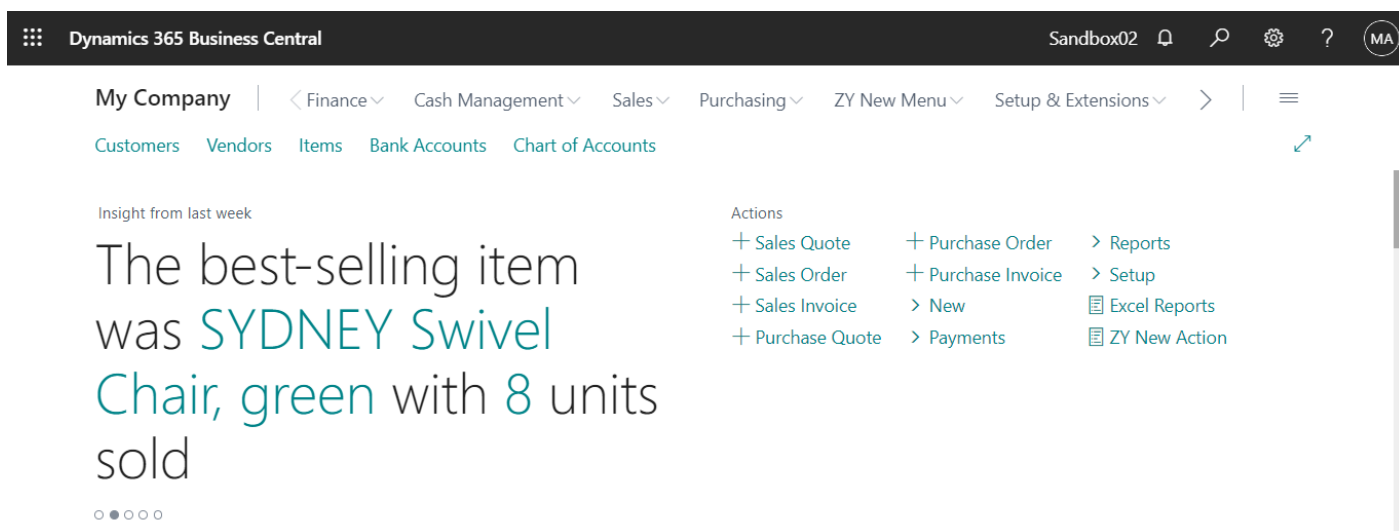 Dynamics 365 Business Central Sandbox02 ? MA
My Company Finance Cash Management Sales Purchasing ZY New Menu Setup & Extensions
Customers Vendors Items Bank Accounts Chart of Accounts
Insight from last week
The best-selling item
was SYDNEY Swivel
Chair, green with 8 units
sold
Actions
+ Sales Quote + Purchase Order > Reports
+ Sales Order + Purchase Invoice > Setup
+ Sales Invoice > New Excel Reports
+ Purchase Quote > Payments ZY New Action